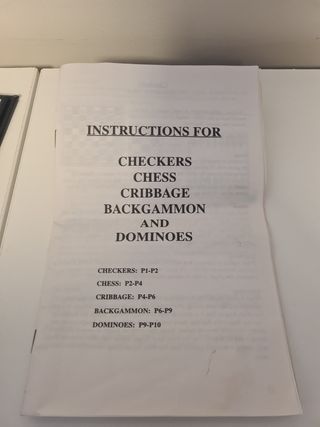 INSTRUCTIONS FOR
CHECKERS
CHESS
CRIBBAGE
BACKGAMMON
AND
DOMINOES
CHECKERS: P1-P2
CHESS: P2-P4
CRIBBAGE: P4-P6
BACKGAMMON: P6-P9
DOMINOES: P9-P10